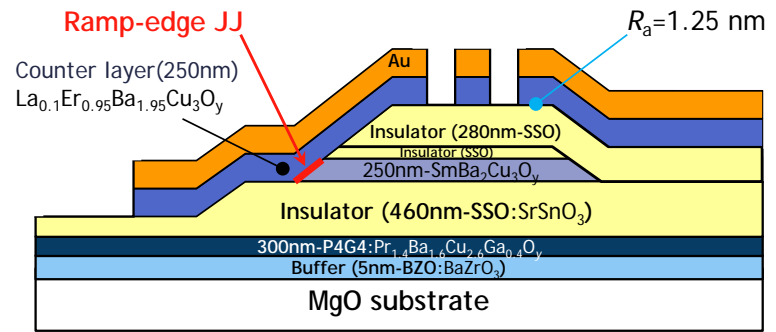 Ramp-edge JJ
Rₐ=1.25 nm
Counter layer(250nm)
La₀.₁Er₀.₉₅Ba₁.₉₅Cu₃Oy
Au
Insulator (280nm-SSO)
Insulator (SSO)
250nm-SmBa₂Cu₃Oy
Insulator (460nm-SSO:SrSnO₃)
300nm-P4G4:Pr₁.₄Ba₁.₆Cu₂.₆Ga₀.₄Oy
Buffer (5nm-BZO:BaZrO₃)
MgO substrate